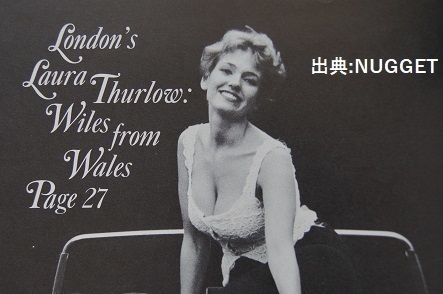 London's
Laura Thurlow:
Wiles from
Wales
Page 27
出典:NUGGET